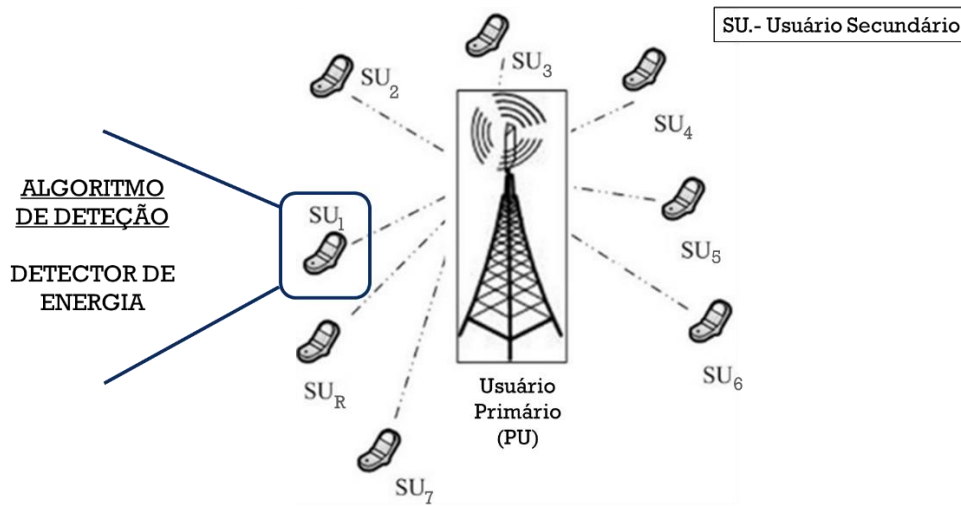 SU.- Usuário Secundário
SU3
SU2
SU4
ALGORITMO
DE DETEÇÃO
SU1
SU5
DETECTOR DE
ENERGIA
SUR
SU6
Usuário
Primário
(PU)
SU7